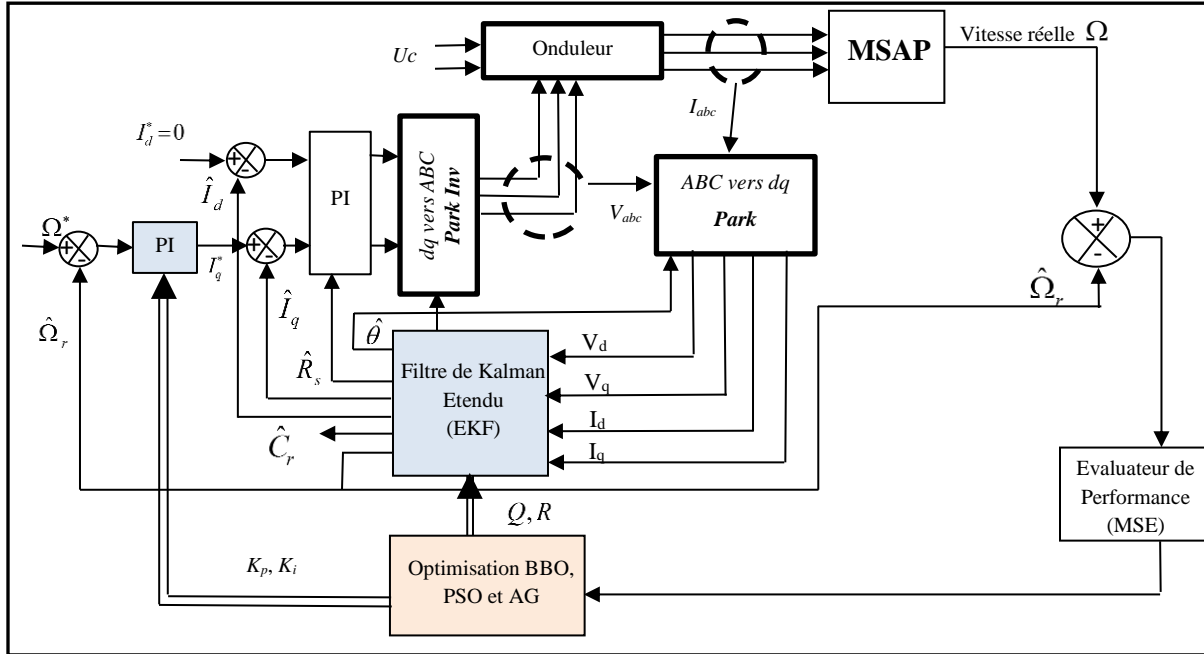 Onduleur
MSAP
Vitesse réelle Ω
Uc
I_abc
I_d^* = 0
+
-
Î_d
Ω^*
+
-
PI
I_q^*
+
-
PI
dq vers ABC
Park Inv
V_abc
ABC vers dq
Park
+
-
Î_q
Ω̂_r
θ̂
R̂_s
Ĉ_r
Filtre de Kalman
Etendu
(EKF)
V_d
V_q
I_d
I_q
Ω̂_r
Evaluateur de
Performance
(MSE)
Q, R
K_p, K_i
Optimisation BBO,
PSO et AG